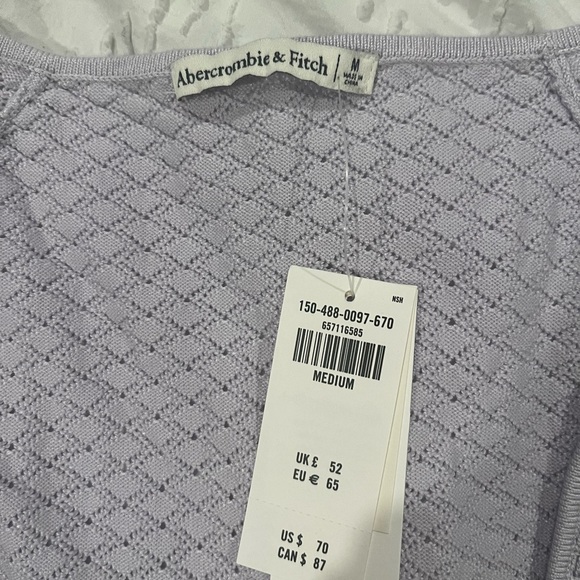 Abercrombie & Fitch
M
MADE IN
CHINA
NSH
150-488-0097-670
657116585
MEDIUM
UK £ 52
EU € 65
US $ 70
CAN $ 87